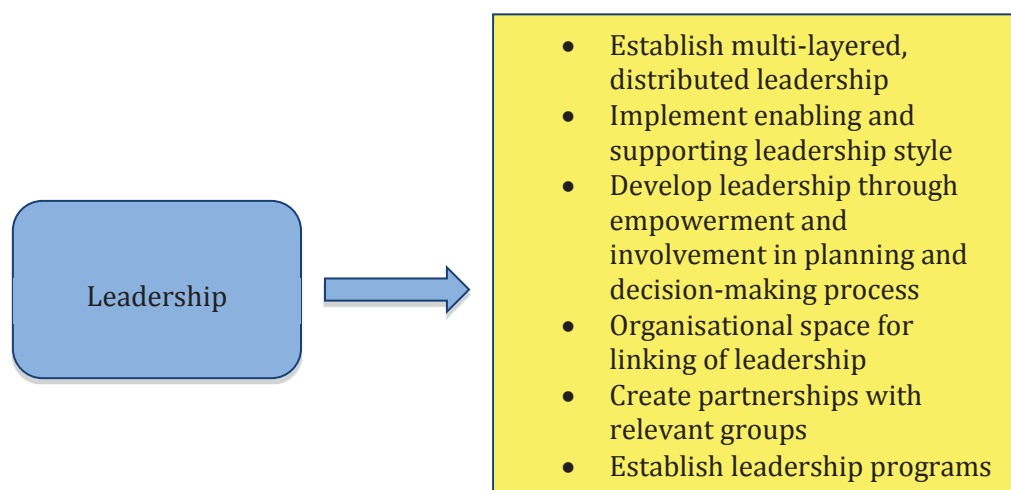 Leadership
• Establish multi-layered,
distributed leadership
• Implement enabling and
supporting leadership style
• Develop leadership through
empowerment and
involvement in planning and
decision-making process
• Organisational space for
linking of leadership
• Create partnerships with
relevant groups
• Establish leadership programs